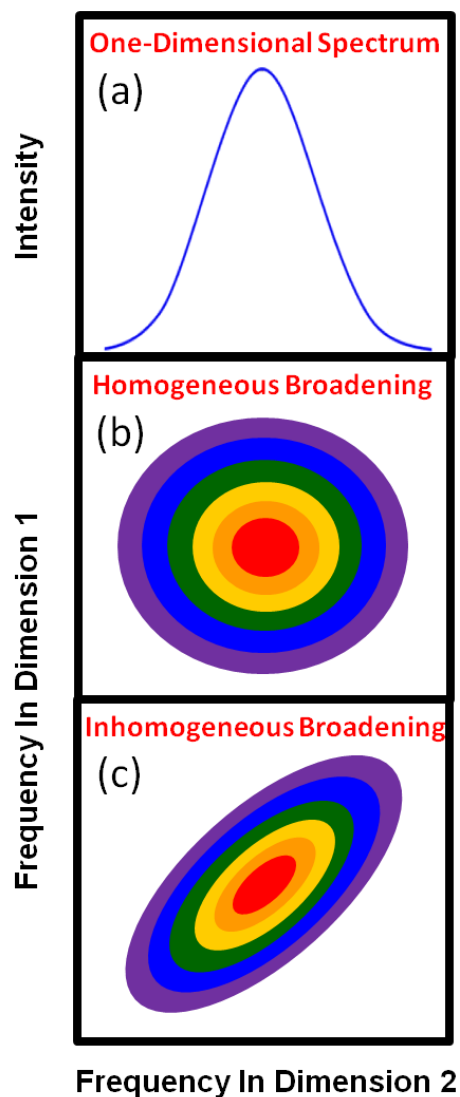 One-Dimensional Spectrum
(a)
Intensity
Homogeneous Broadening
(b)
Frequency In Dimension 1
Inhomogeneous Broadening
(c)
Frequency In Dimension 2